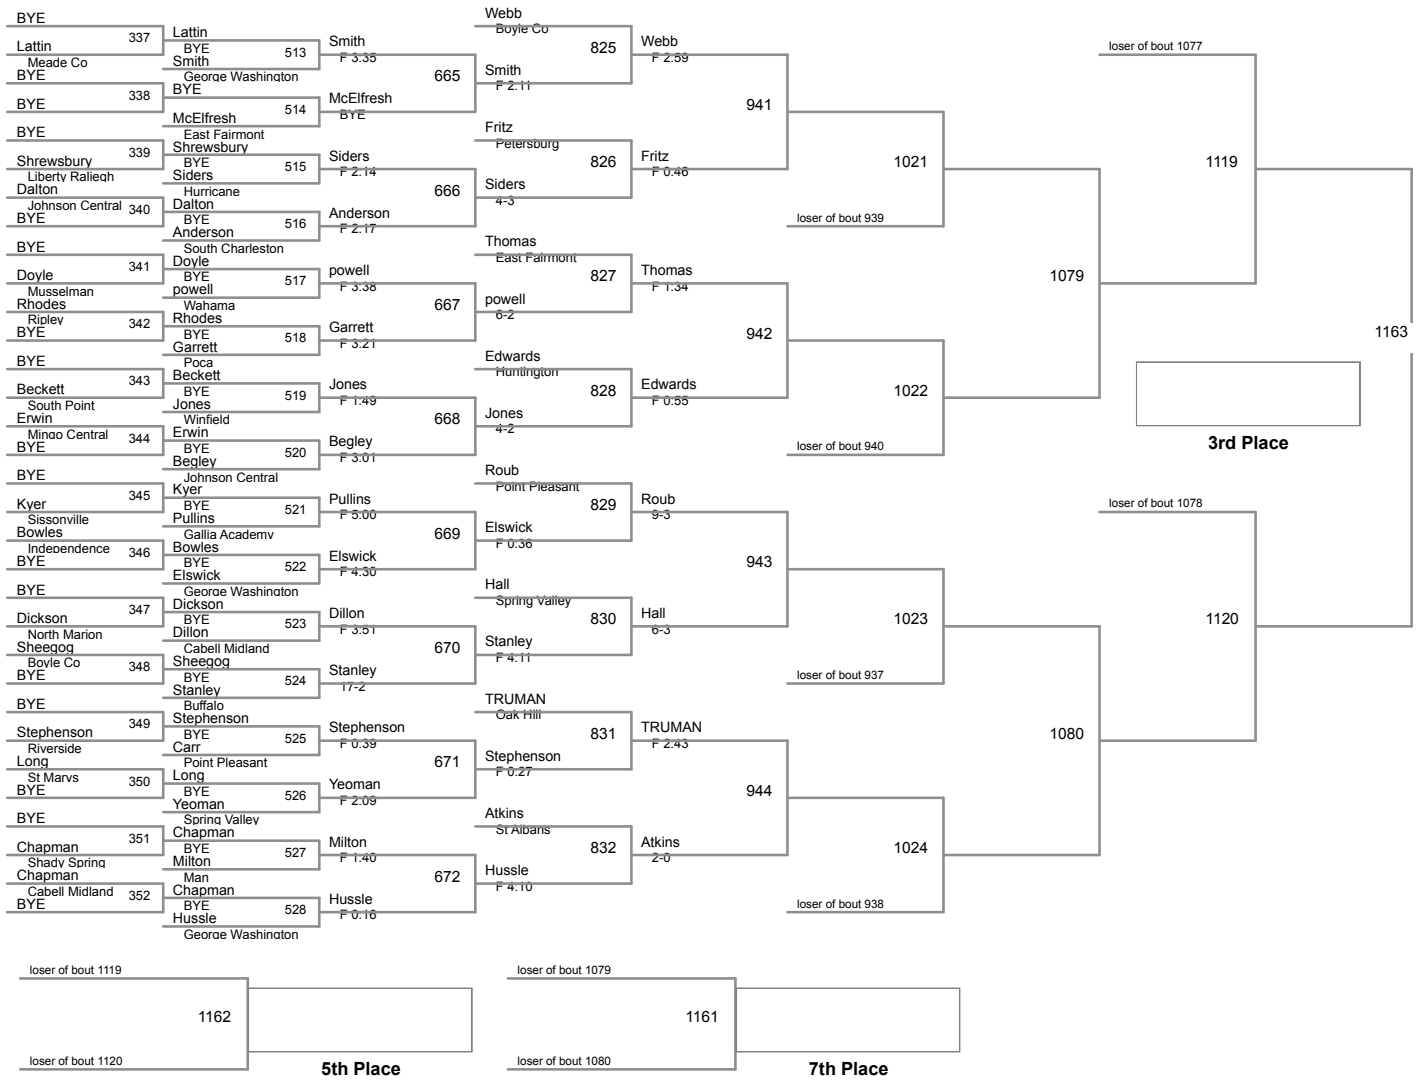 BYE
337
Lattin
Meade Co
BYE
338
BYE
BYE
339
Shrewsbury
Liberty Raliegh
Dalton
Johnson Central 340
BYE
BYE
341
Doyle
Musselman
Rhodes
Ripley 342
BYE
BYE
343
Beckett
South Point
Erwin
Mingo Central 344
BYE
BYE
345
Kyer
Sissonville
Bowles
Independence 346
BYE
BYE
347
Dickson
North Marion
Sheegog
Boyle Co 348
BYE
BYE
349
Stephenson
Riverside
Long
St Marys 350
BYE
BYE
351
Chapman
Shady Spring
Chapman
Cabell Midland 352
BYE
Lattin
BYE 513
Smith
George Washington
BYE
514
McElfresh
East Fairmont
Shrewsbury
BYE 515
Siders
Hurricane
Dalton
BYE 516
Anderson
South Charleston
Doyle
BYE 517
powell
Wahama
Rhodes
BYE 518
Garrett
Poca
Beckett
BYE 519
Jones
Winfield
Erwin
BYE 520
Begley
Johnson Central
Kyer
BYE 521
Pullins
Gallia Academy
Bowles
BYE 522
Elswick
George Washington
Dickson
BYE 523
Dillon
Cabell Midland
Sheegog
BYE 524
Stanley
Buffalo
Stephenson
BYE 525
Carr
Point Pleasant
Long
BYE 526
Yeoman
Spring Valley
Chapman
BYE 527
Milton
Man
Chapman
BYE 528
Hussle
George Washington
Smith
F 3:35
665
McElfresh
BYE
Siders
F 2:14
666
Anderson
F 2:17
powell
F 3:38
667
Garrett
F 3:21
Jones
F 1:49
668
Begley
F 3:01
Pullins
F 5:00
669
Elswick
F 4:30
Dillon
F 3:51
670
Stanley
17-2
Stephenson
F 0:39
671
Yeoman
F 2:09
Milton
F 1:40
672
Hussle
F 0:16
Webb
Boyle Co
825
Smith
F 2:11
Fritz
Petersburg
826
Siders
4-3
Thomas
East Fairmont
827
powell
6-2
Edwards
Huntington
828
Jones
4-2
Roub
Point Pleasant
829
Elswick
F 0:36
Hall
Spring Valley
830
Stanley
F 4:11
TRUMAN
Oak Hill
831
Stephenson
F 0:27
Atkins
St Albans
832
Hussle
F 4:10
Webb
F 2:59
941
Fritz
F 0:46
Thomas
F 1:34
942
Edwards
F 0:55
Roub
9-3
943
Hall
6-3
TRUMAN
F 2:43
944
Atkins
2-0
1021
loser of bout 939
1022
loser of bout 940
1023
loser of bout 937
1024
loser of bout 938
1079
1080
loser of bout 1077
1119
loser of bout 1078
1120
1163
3rd Place
loser of bout 1119
1162
loser of bout 1120
5th Place
loser of bout 1079
1161
loser of bout 1080
7th Place